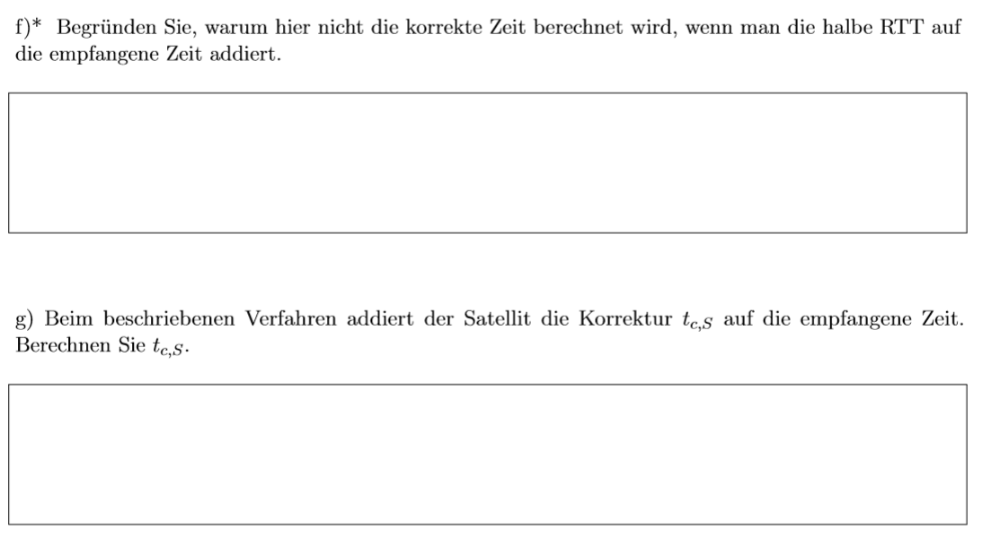 f)* Begründen Sie, warum hier nicht die korrekte Zeit berechnet wird, wenn man die halbe RTT auf
die empfangene Zeit addiert.
g) Beim beschriebenen Verfahren addiert der Satellit die Korrektur t_{c,S} auf die empfangene Zeit.
Berechnen Sie t_{c,S}.